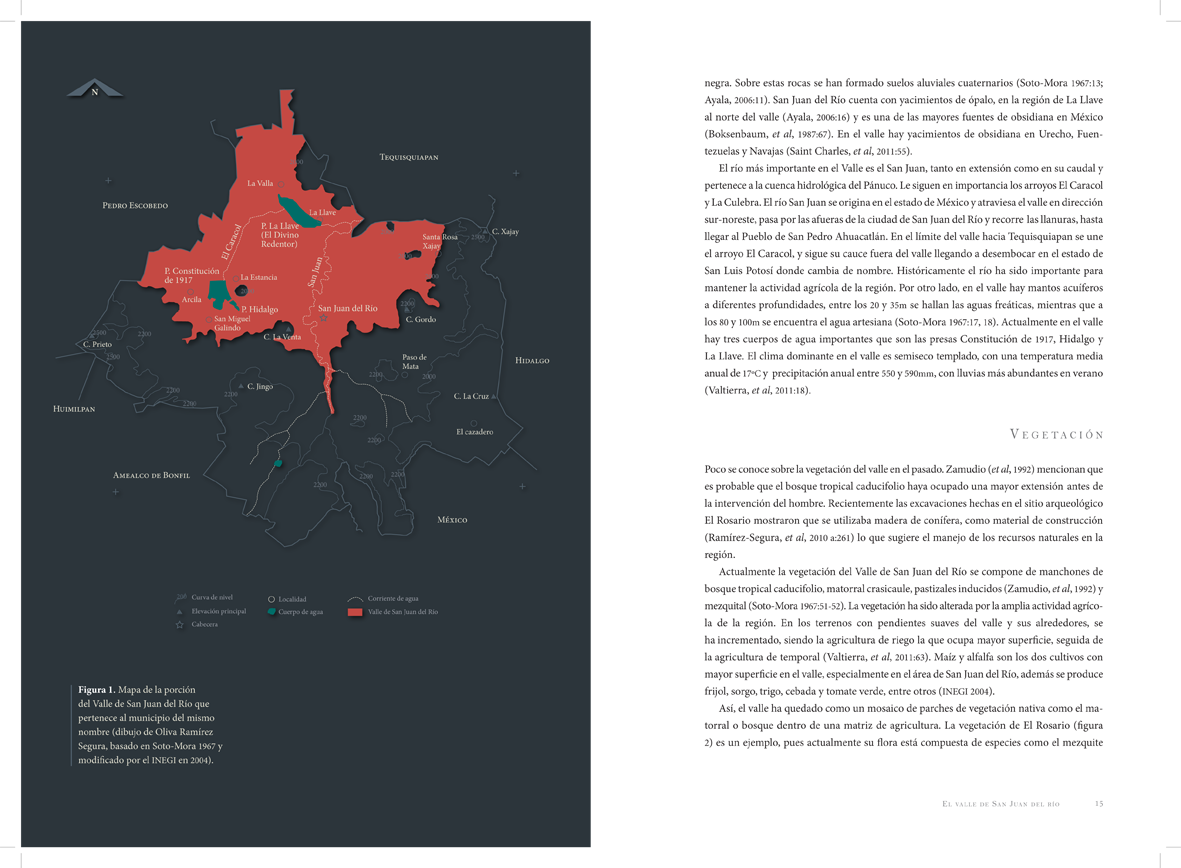 N
Tequisquiapan
Pedro Escobedo
La Valla
La Llave
P. La Llave
(El Divino
Redentor)
El Caracol
Santa Rosa
Xajay
C. Xajay
San Juan
P. Constitución
de 1917
La Estancia
Arcila
P. Hidalgo
San Juan del Río
San Miguel
Galindo
C. Gordo
2200
C. La Venta
C. Prieto
2200
Paso de
Mata
Hidalgo
2200
2000
C. Jingo
2200
2200
2200
C. La Cruz
Huimilpan
2200
El cazadero
2200
Amealco de Bonfil
2200
2200
2200
México
Curva de nivel
Localidad
Corriente de agua
Elevación principal
Cuerpo de agua
Valle de San Juan del Río
Cabecera
Figura 1. Mapa de la porción
del Valle de San Juan del Río que
pertenece al municipio del mismo
nombre (dibujo de Oliva Ramírez
Segura, basado en Soto-Mora 1967 y
modificado por el INEGI en 2004).
negra. Sobre estas rocas se han formado suelos aluviales cuaternarios (Soto-Mora 1967:13;
Ayala, 2006:11). San Juan del Río cuenta con yacimientos de ópalo, en la región de La Llave
al norte del valle (Ayala, 2006:16) y es una de las mayores fuentes de obsidiana en México
(Boksenbaum, et al, 1987:67). En el valle hay yacimientos de obsidiana en Urecho, Fuen-
tezuelas y Navajas (Saint Charles, et al, 2011:55).
El río más importante en el Valle es el San Juan, tanto en extensión como en su caudal y
pertenece a la cuenca hidrológica del Pánuco. Le siguen en importancia los arroyos El Caracol
y La Culebra. El río San Juan se origina en el estado de México y atraviesa el valle en dirección
sur-noreste, pasa por las afueras de la ciudad de San Juan del Río y recorre las llanuras, hasta
llegar al Pueblo de San Pedro Ahuacatlán. En el límite del valle hacia Tequisquiapan se une
el arroyo El Caracol, y sigue su cauce fuera del valle llegando a desembocar en el estado de
San Luis Potosí donde cambia de nombre. Históricamente el río ha sido importante para
mantener la actividad agrícola de la región. Por otro lado, en el valle hay mantos acuíferos
a diferentes profundidades, entre los 20 y 35m se hallan las aguas freáticas, mientras que a
los 80 y 100m se encuentra el agua artesiana (Soto-Mora 1967:17, 18). Actualmente en el valle
hay tres cuerpos de agua importantes que son las presas Constitución de 1917, Hidalgo y
La Llave. El clima dominante en el valle es semiseco templado, con una temperatura media
anual de 17ºC y precipitación anual entre 550 y 590mm, con lluvias más abundantes en verano
(Valtierra, et al, 2011:18).
Vegetación
Poco se conoce sobre la vegetación del valle en el pasado. Zamudio (et al, 1992) mencionan que
es probable que el bosque tropical caducifolio haya ocupado una mayor extensión antes de
la intervención del hombre. Recientemente las excavaciones hechas en el sitio arqueológico
El Rosario mostraron que se utilizaba madera de conífera, como material de construcción
(Ramírez-Segura, et al, 2010 a:261) lo que sugiere el manejo de los recursos naturales en la
región.
Actualmente la vegetación del Valle de San Juan del Río se compone de manchones de
bosque tropical caducifolio, matorral crasicaule, pastizales inducidos (Zamudio, et al, 1992) y
mezquital (Soto-Mora 1967:51-52). La vegetación ha sido alterada por la amplia actividad agríco-
la de la región. En los terrenos con pendientes suaves del valle y sus alrededores, se
ha incrementado, siendo la agricultura de riego la que ocupa mayor superficie, seguida de
la agricultura de temporal (Valtierra, et al, 2011:63). Maíz y alfalfa son los dos cultivos con
mayor superficie en el valle, especialmente en el área de San Juan del Río, además se produce
frijol, sorgo, trigo, cebada y tomate verde, entre otros (INEGI 2004).
Así, el valle ha quedado como un mosaico de parches de vegetación nativa como el ma-
torral o bosque dentro de una matriz de agricultura. La vegetación de El Rosario (figura
2) es un ejemplo, pues actualmente su flora está compuesta de especies como el mezquite
El valle de San Juan del río 15